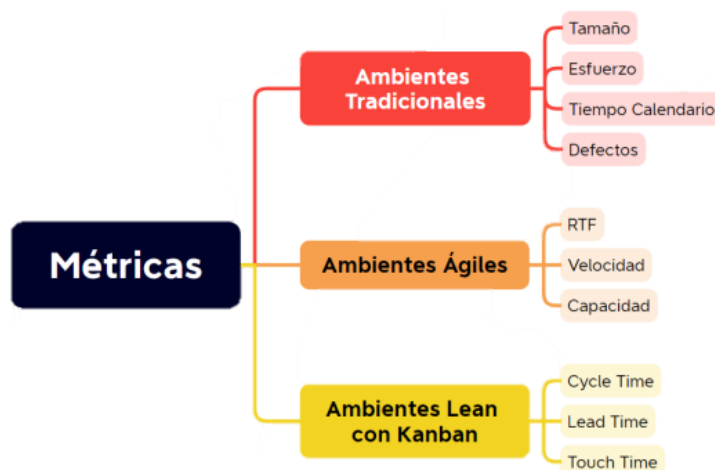 Métricas
Ambientes
Tradicionales
Tamaño
Esfuerzo
Tiempo Calendario
Defectos
Ambientes Ágiles
RTF
Velocidad
Capacidad
Ambientes Lean
con Kanban
Cycle Time
Lead Time
Touch Time